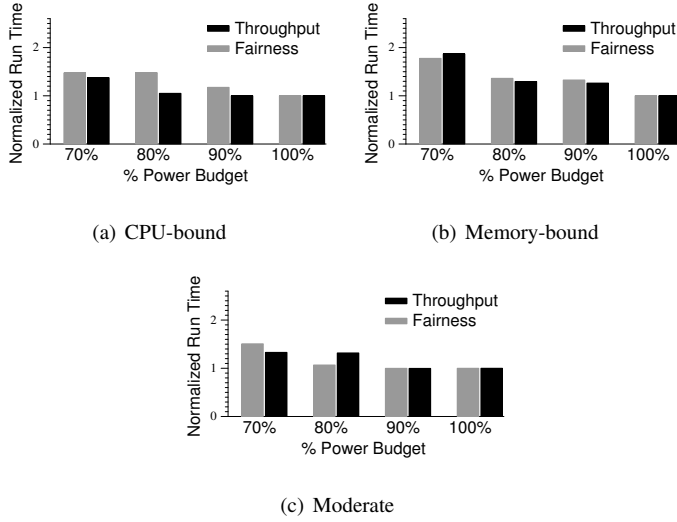 Normalized Run Time
2
1
0
Throughput
Fairness
70% 80% 90% 100%
% Power Budget
(a) CPU-bound
Normalized Run Time
2
1
0
Throughput
Fairness
70% 80% 90% 100%
% Power Budget
(b) Memory-bound
Normalized Run Time
2
1
0
Throughput
Fairness
70% 80% 90% 100%
% Power Budget
(c) Moderate